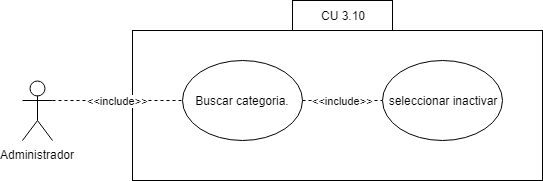 CU 3.10
<<include>>
Buscar categoria.
<<include>>
seleccionar inactivar
Administrador